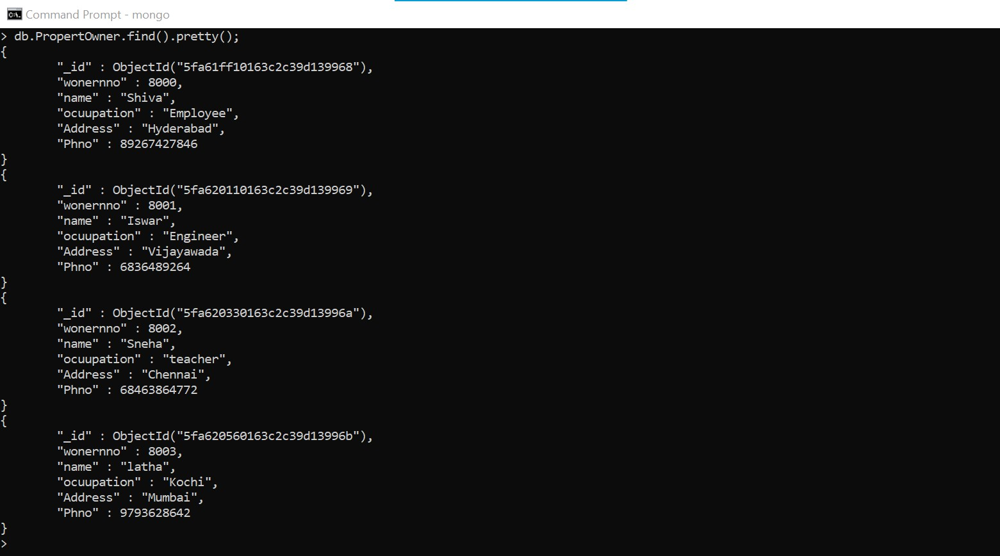 Command Prompt - mongo
> db.PropertOwner.find().pretty();
{
"_id" : ObjectId("5fa61ff10163c2c39d139968"),
"wonernno" : 8000,
"name" : "Shiva",
"ocuupation" : "Employee",
"Address" : "Hyderabad",
"Phno" : 89267427846
}
{
"_id" : ObjectId("5fa620110163c2c39d139969"),
"wonernno" : 8001,
"name" : "Iswar",
"ocuupation" : "Engineer",
"Address" : "Vijayawada",
"Phno" : 6836489264
}
{
"_id" : ObjectId("5fa620330163c2c39d13996a"),
"wonernno" : 8002,
"name" : "Sneha",
"ocuupation" : "teacher",
"Address" : "Chennai",
"Phno" : 68463864772
}
{
"_id" : ObjectId("5fa620560163c2c39d13996b"),
"wonernno" : 8003,
"name" : "latha",
"ocuupation" : "Kochi",
"Address" : "Mumbai",
"Phno" : 9793628642
}
>